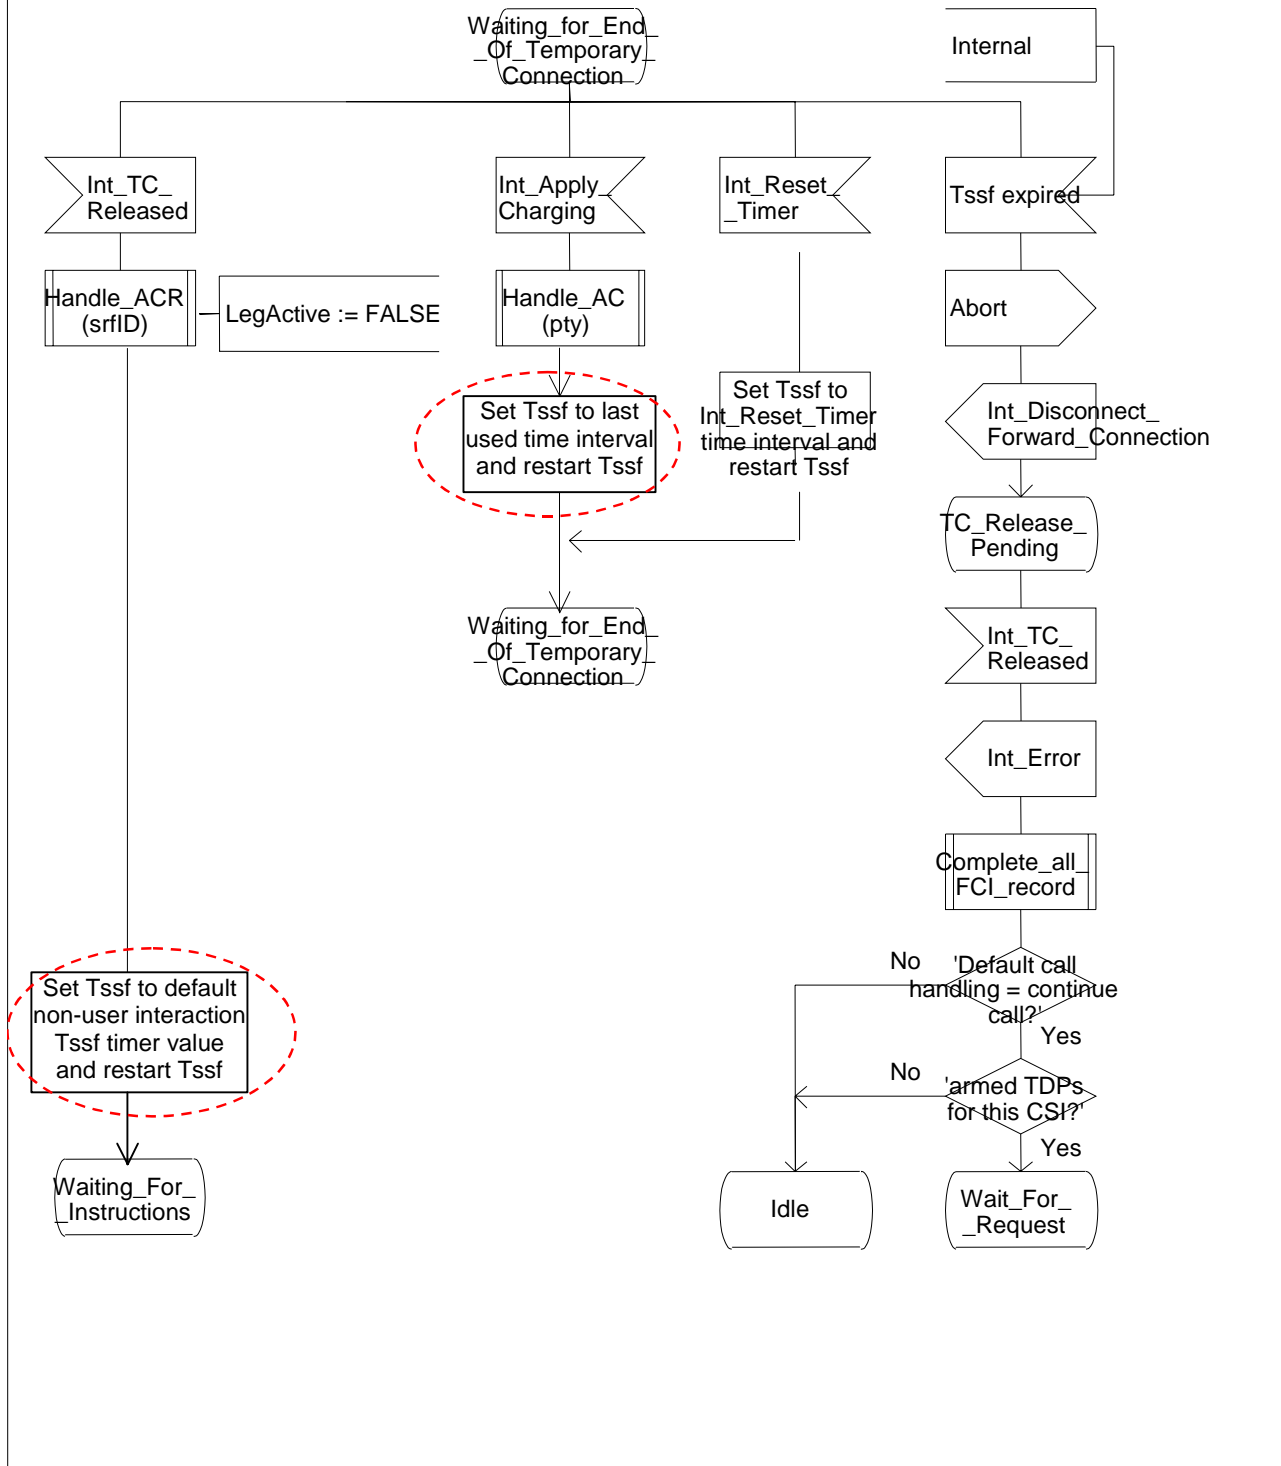 Waiting_for_End_
_Of_Temporary_
Connection
Internal
Int_TC_
Released
Int_Apply_
Charging
Int_Reset_
_Timer
Tssf expired
Handle_ACR
(srfID)
LegActive := FALSE
Handle_AC
(pty)
Abort
Set Tssf to last
used time interval
and restart Tssf
Set Tssf to
Int_Reset_Timer
time interval and
restart Tssf
Int_Disconnect_
Forward_Connection
TC_Release_
Pending
Waiting_for_End_
_Of_Temporary_
Connection
Int_TC_
Released
Int_Error
Complete_all_
FCI_record
No
'Default call
handling = continue
call?'
Yes
Set Tssf to default
non-user interaction
Tssf timer value
and restart Tssf
No
'armed TDPs
for this CSI?'
Yes
Waiting_For_
_Instructions
Idle
Wait_For_
_Request